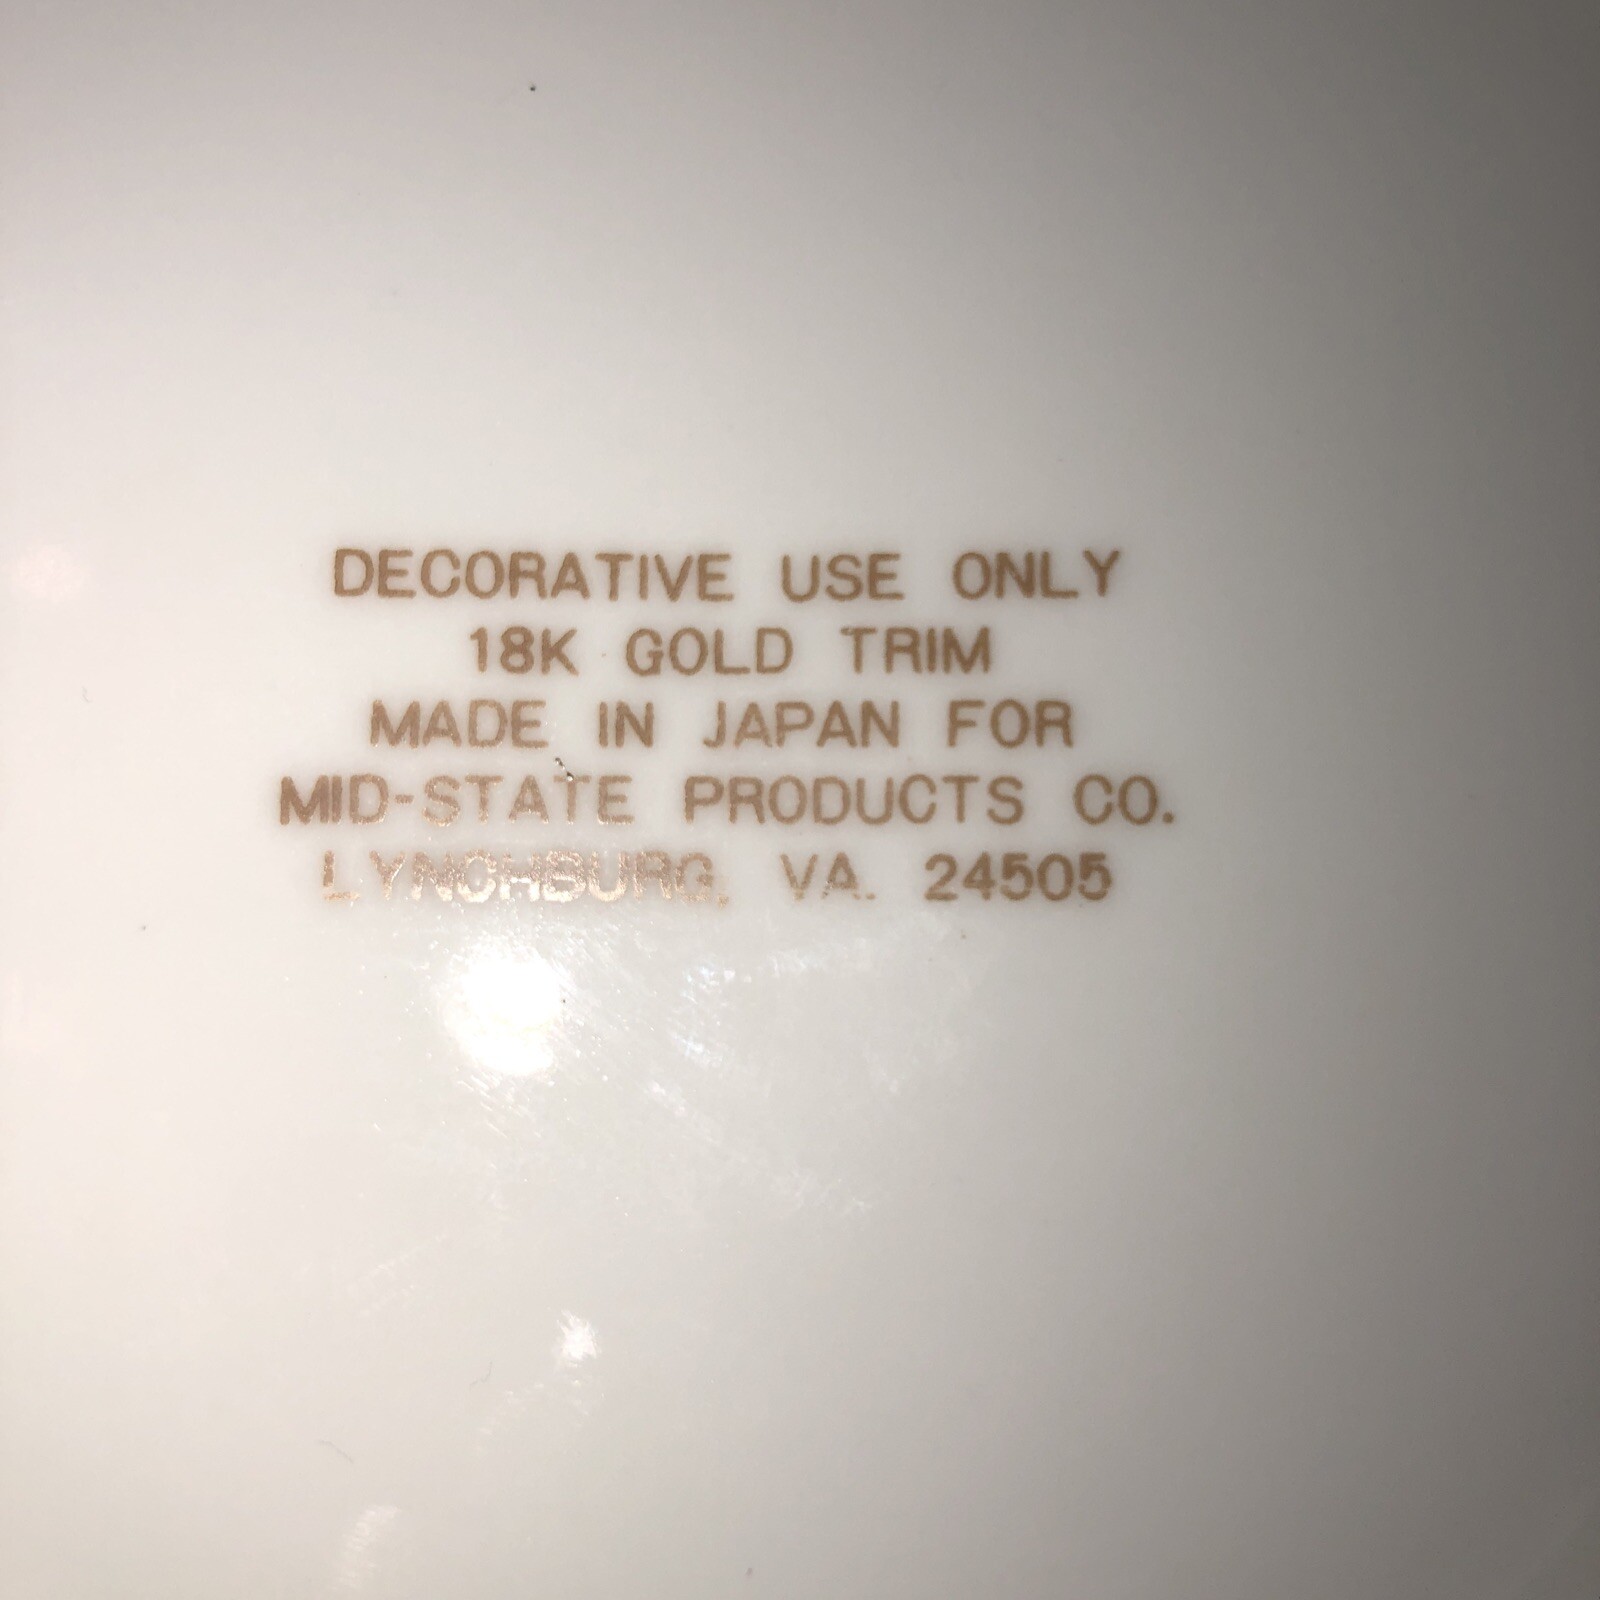 DECORATIVE USE ONLY
18K GOLD TRIM
MADE IN JAPAN FOR
MID-STATE PRODUCTS CO.
LYNCHBURG, VA. 24505